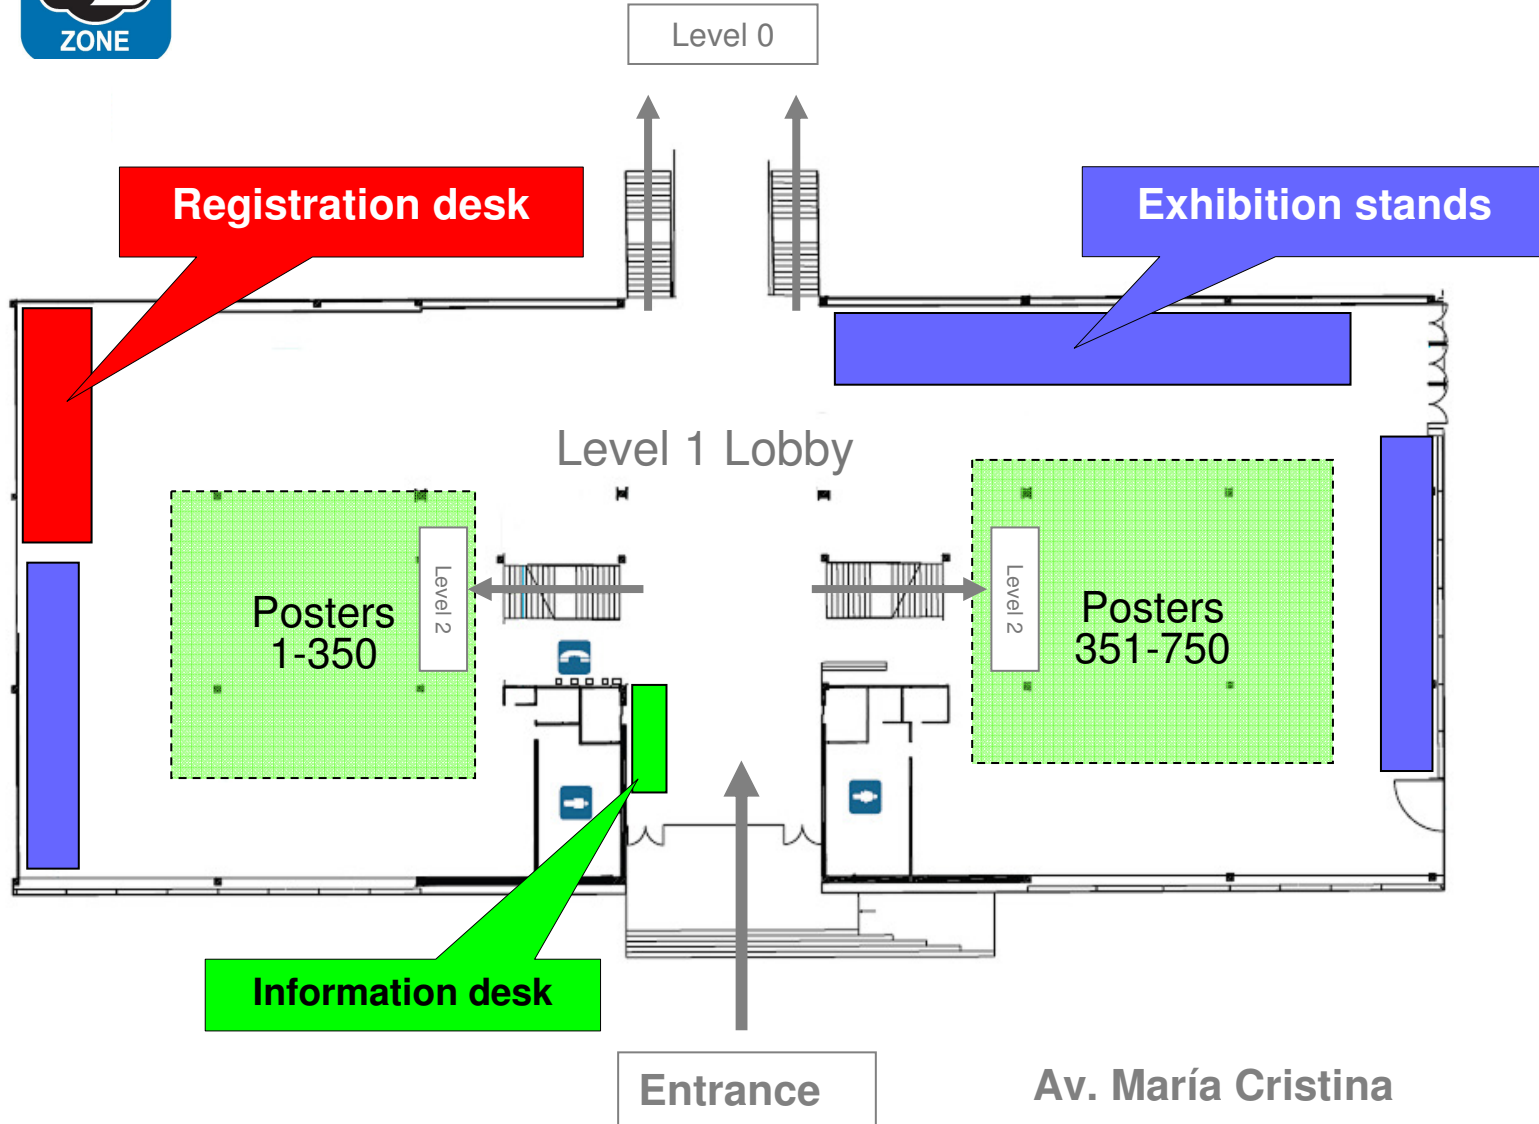 ZONE
Level 0
Registration desk
Exhibition stands
Level 1 Lobby
Level 2
Posters
1-350
Level 2
Posters
351-750
Information desk
Entrance
Av. María Cristina